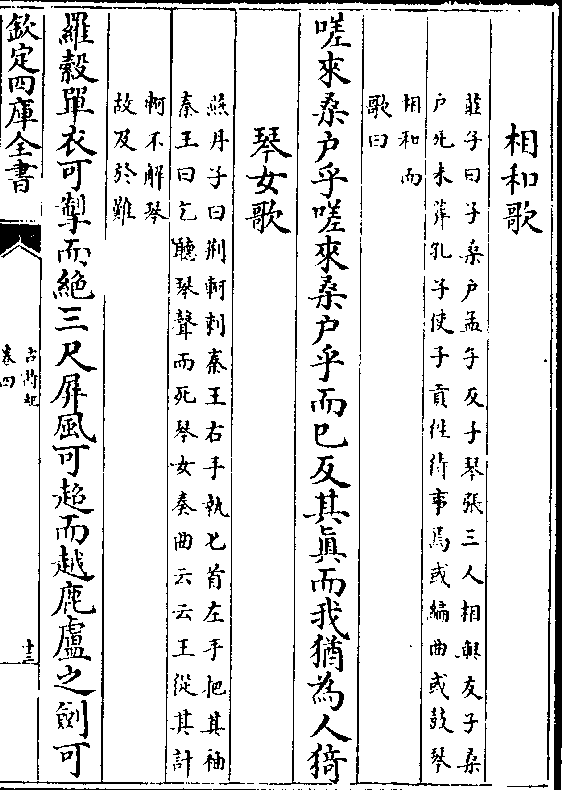 相和歌
莊子曰子桑户孟子反子琴張三人相與友子桑
户死未葬孔子使子貢往待事焉或編曲或鼓琴
相和而
歌曰
嗟來桑户乎嗟來桑户乎而已反其真而我猶為人猗
琴女歌
燕丹子曰荆軻刺秦王右手執匕首左手把其袖
秦王曰乞聽琴聲而死琴女奏曲云云王從其計
軻不解琴
故及於難
羅縠單衣可掣而絶三尺屏風可超而越鹿盧之劍可
欽定四庫全書
古詩紀
卷四
十三